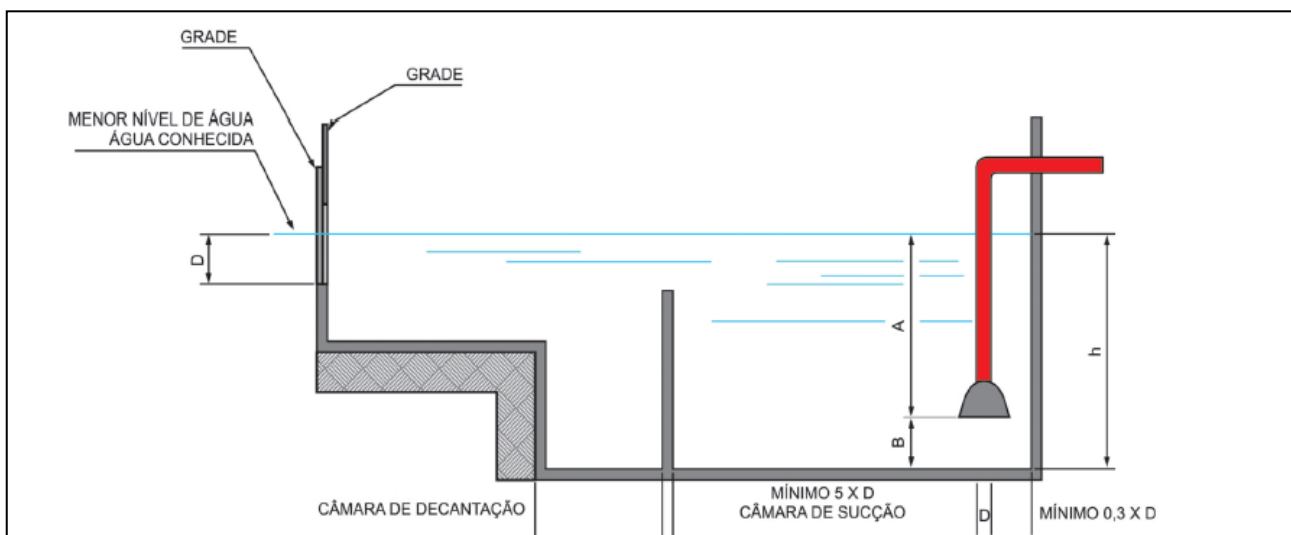 GRADE
GRADE
MENOR NÍVEL DE ÁGUA
ÁGUA CONHECIDA
D
A
B
h
CÂMARA DE DECANTAÇÃO
MÍNIMO 5 X D
CÂMARA DE SUCÇÃO
D
MÍNIMO 0,3 X D